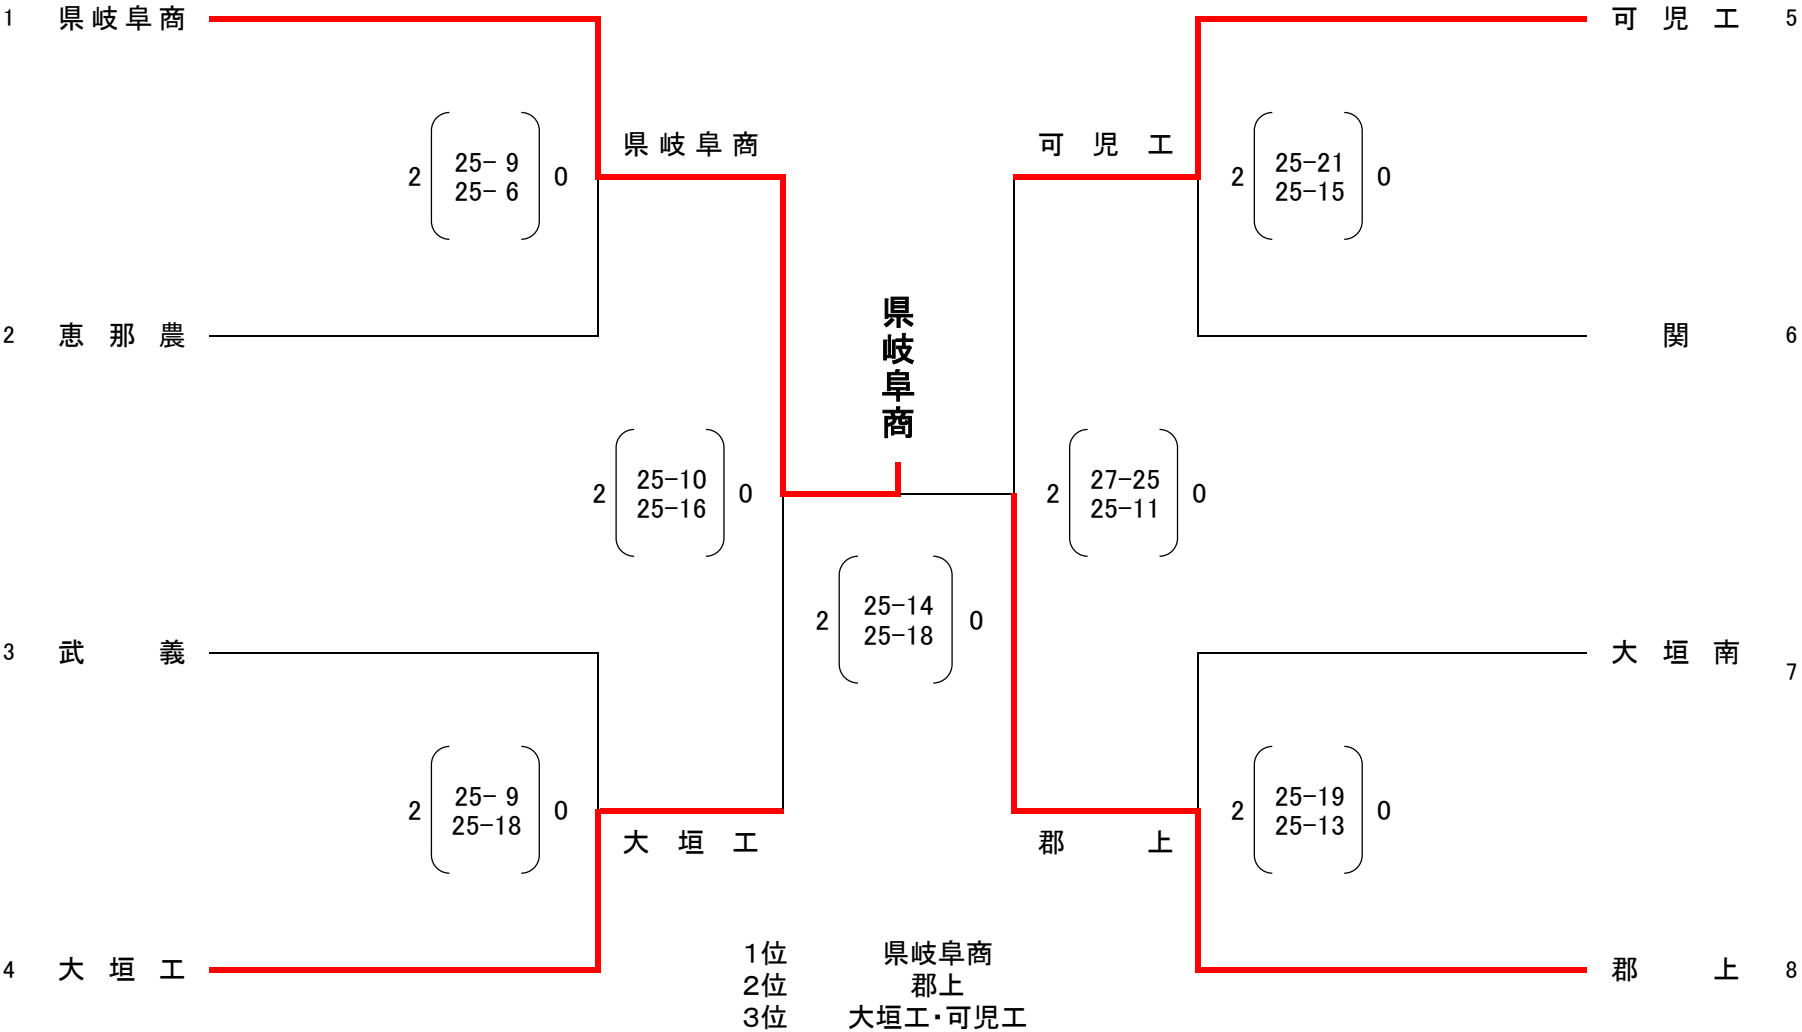 1 県岐阜商
可児工 5
県岐阜商
可児工
2 25- 9 0
25- 6
2 25-21 0
25-15
2 恵那農
関 6
県岐阜商
2 25-10 0
25-16
2 27-25 0
25-11
2 25-14 0
25-18
3 武義
大垣南 7
2 25- 9 0
25-18
2 25-19 0
25-13
大垣工
郡上
4 大垣工
郡上 8
1位 県岐阜商
2位 郡上
3位 大垣工・可児工